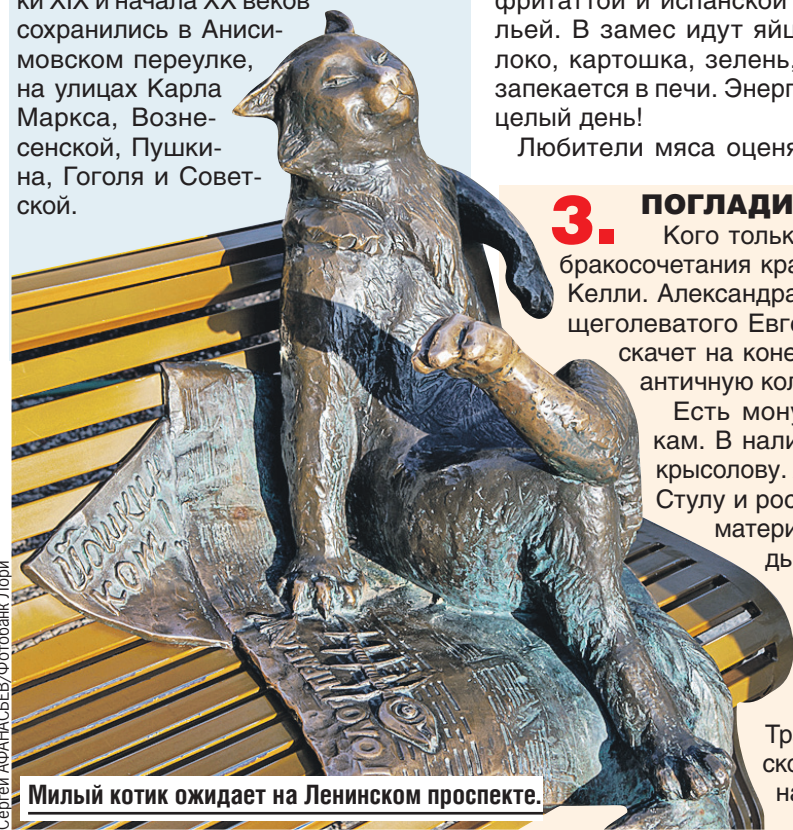 ки XIX и начала XX веков
сохранились в Аниси-
мовском переулке,
на улицах Карла
Маркса, Возне-
сенской, Пушки-
на, Гоголя и Совет-
ской.
фритаттой и испанской
льей. В замес идут яйц
локо, картошка, зелень,
запекается в печи. Энерг
целый день!
Любители мяса оценя
3.
ПОГЛАДИ
Кого тольк
бракосочетания кра
Келли. Александра
щеголеватого Евге
скачет на коне
античную кол
Есть мону
кам. В нали
крысолову.
Стулу и рос
матери
ды
Тр
ско
на
Йошкин
кот!
Сергей АФАНАСЬЕВ/Фотобанк Лори
Милый котик ожидает на Ленинском проспекте.